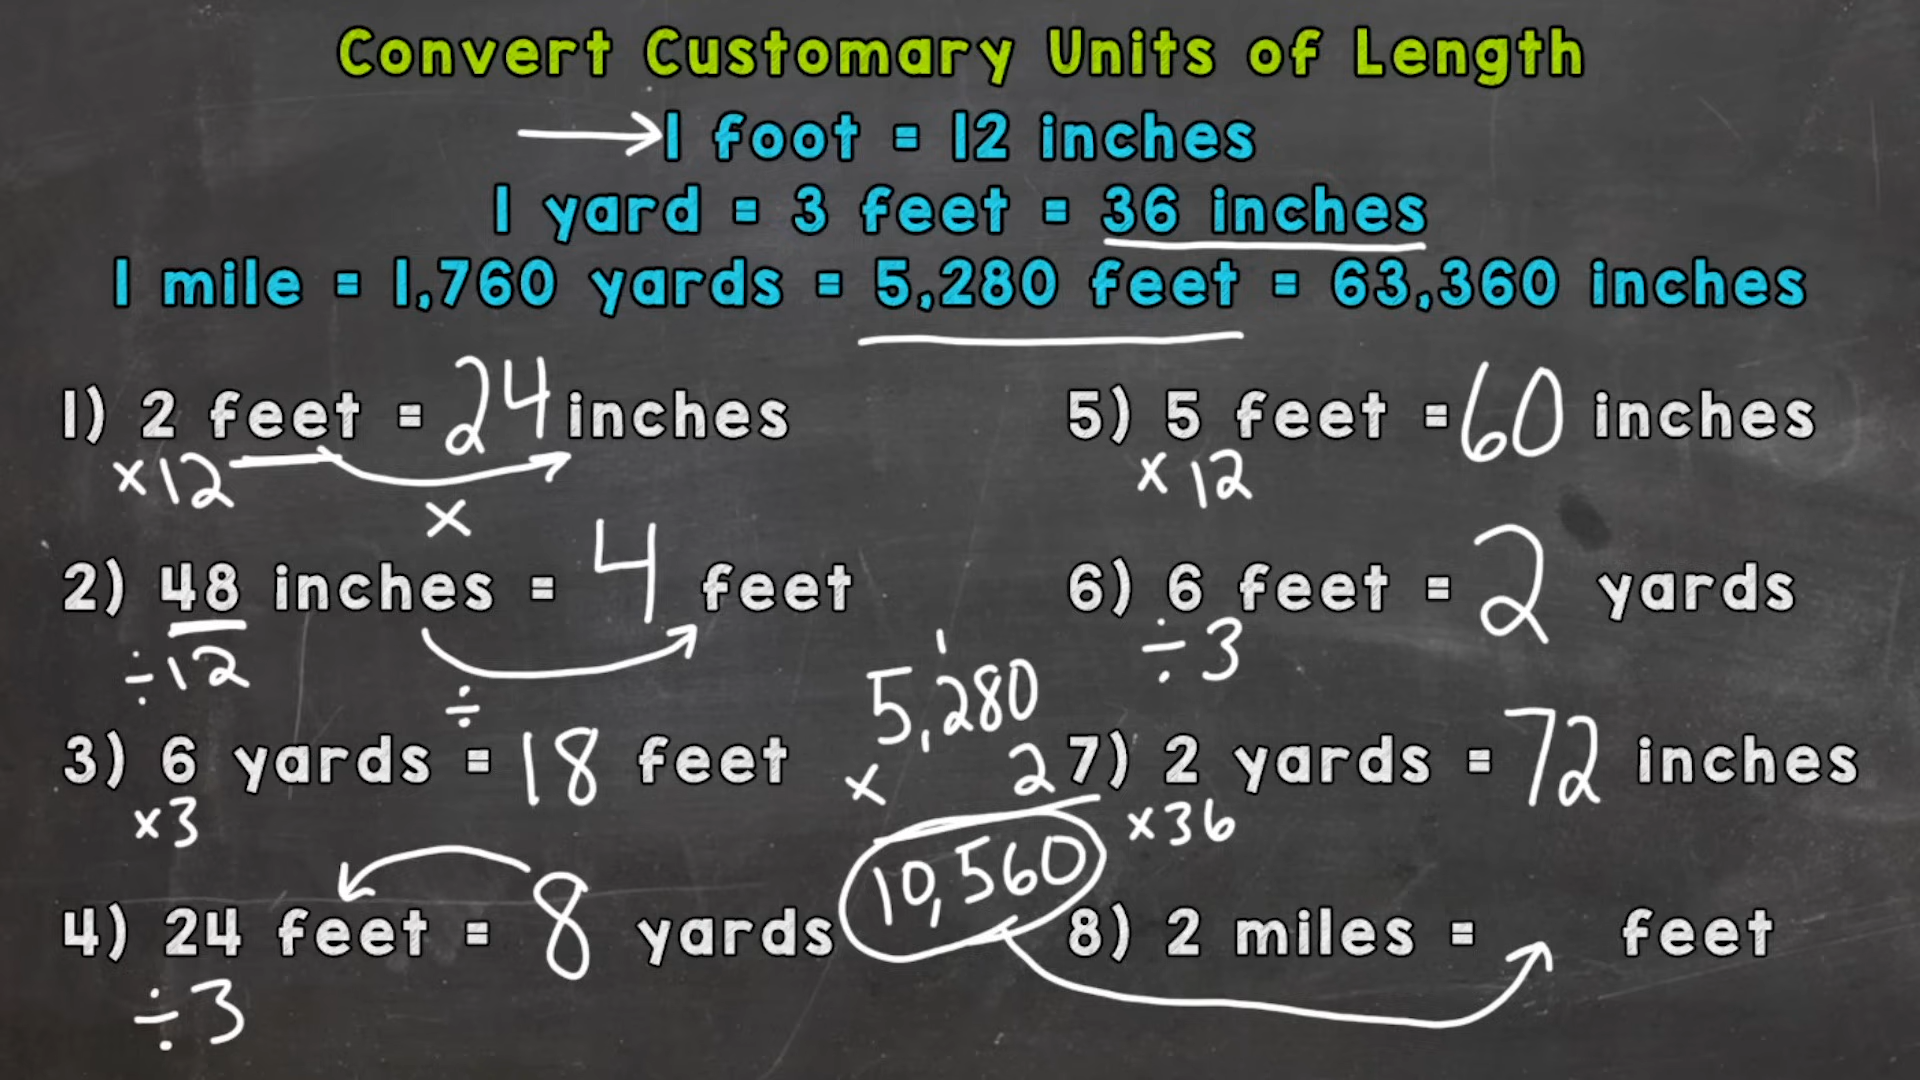 Convert Customary Units of Length
1 foot = 12 inches
1 yard = 3 feet = 36 inches
1 mile = 1,760 yards = 5,280 feet = 63,360 inches
1) 2 feet = 24 inches
×12
×
2) 48 inches = 4 feet
÷12
÷
3) 6 yards = 18 feet
×3
4) 24 feet = 8 yards
÷3
1
5,280
× 2
10,560
5) 5 feet = 60 inches
× 12
6) 6 feet = 2 yards
÷3
7) 2 yards = 72 inches
×36
8) 2 miles = feet